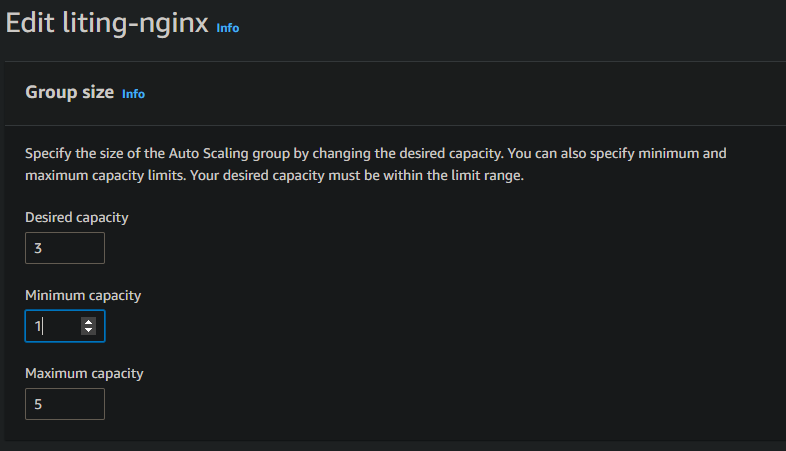 Edit liting-nginx Info
Group size Info
Specify the size of the Auto Scaling group by changing the desired capacity. You can also specify minimum and
maximum capacity limits. Your desired capacity must be within the limit range.
Desired capacity
3
Minimum capacity
1
Maximum capacity
5